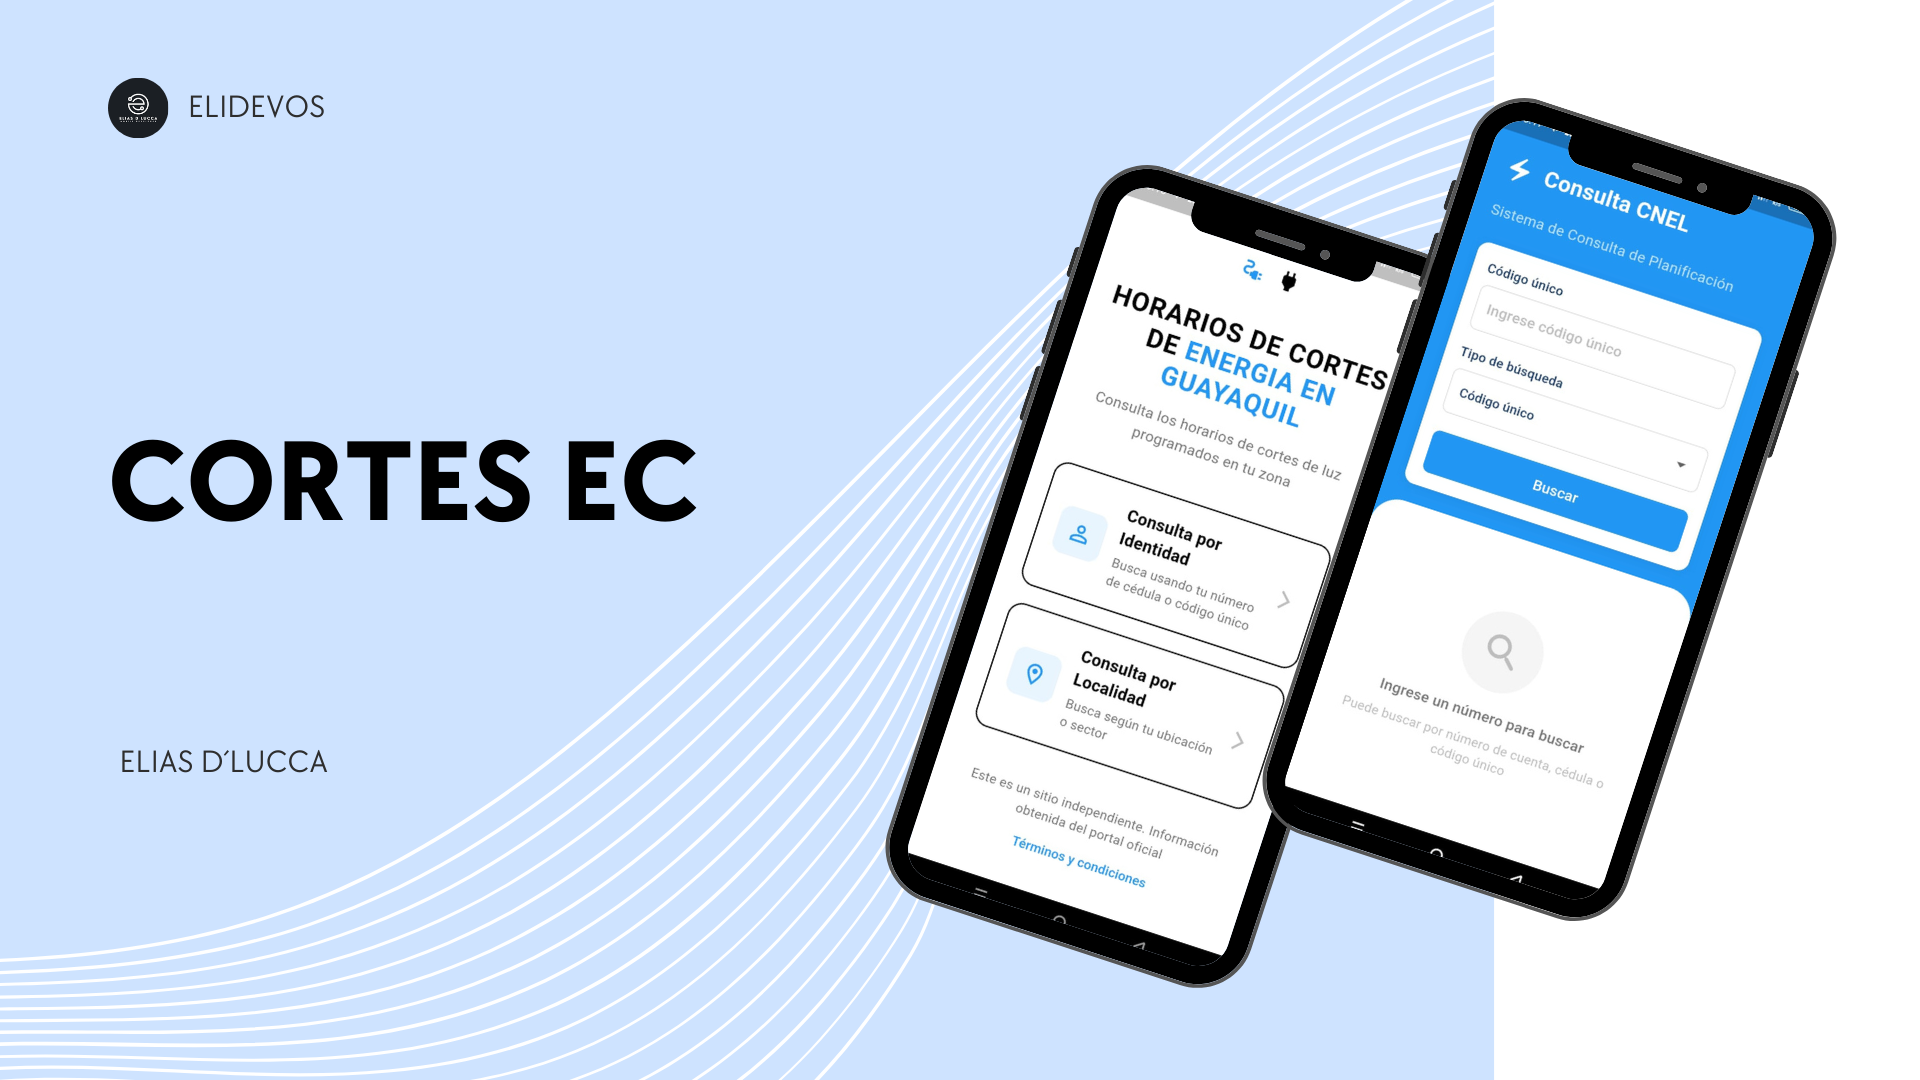 ELIDEVOS
ELIAS D LUCCA
CORTES EC
ELIAS D´LUCCA
HORARIOS DE CORTES
DE ENERGIA EN
GUAYAQUIL
Consulta los horarios de cortes de luz
programados en tu zona
Consulta por
Identidad
Busca usando tu número
de cédula o código único
Consulta por
Localidad
Busca según tu ubicación
o sector
Este es un sitio independiente. Información
obtenida del portal oficial
Términos y condiciones
Consulta CNEL
Sistema de Consulta de Planificación
Código único
Ingrese código único
Tipo de búsqueda
Código único
Buscar
Ingrese un número para buscar
Puede buscar por número de cuenta, cédula o
código único